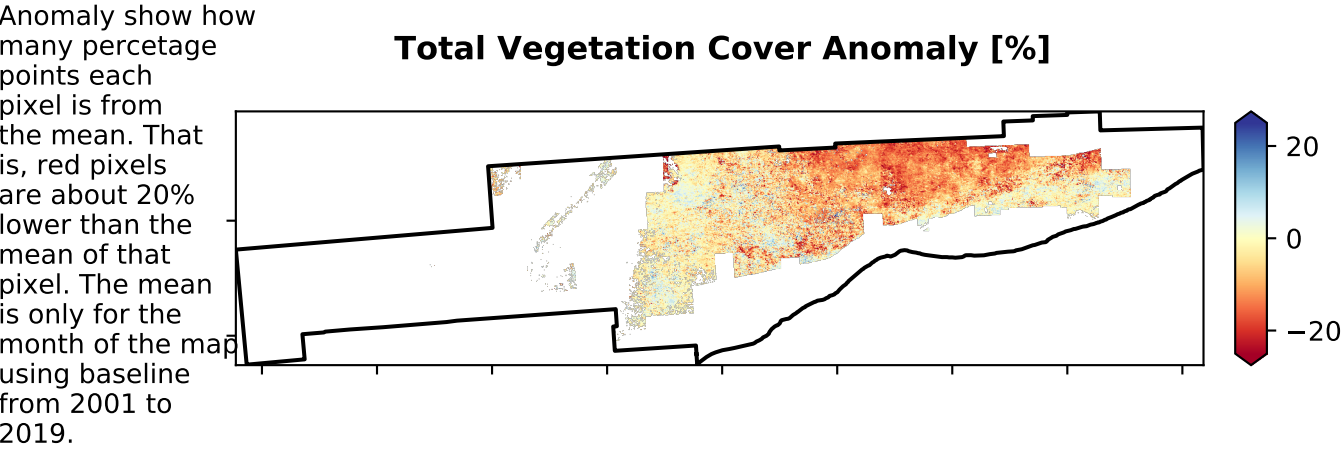 Anomaly show how
many percetage
points each
pixel is from
the mean. That
is, red pixels
are about 20%
lower than the
mean of that
pixel. The mean
is only for the
month of the map
using baseline
from 2001 to
2019.
Total Vegetation Cover Anomaly [%]
20
0
−20